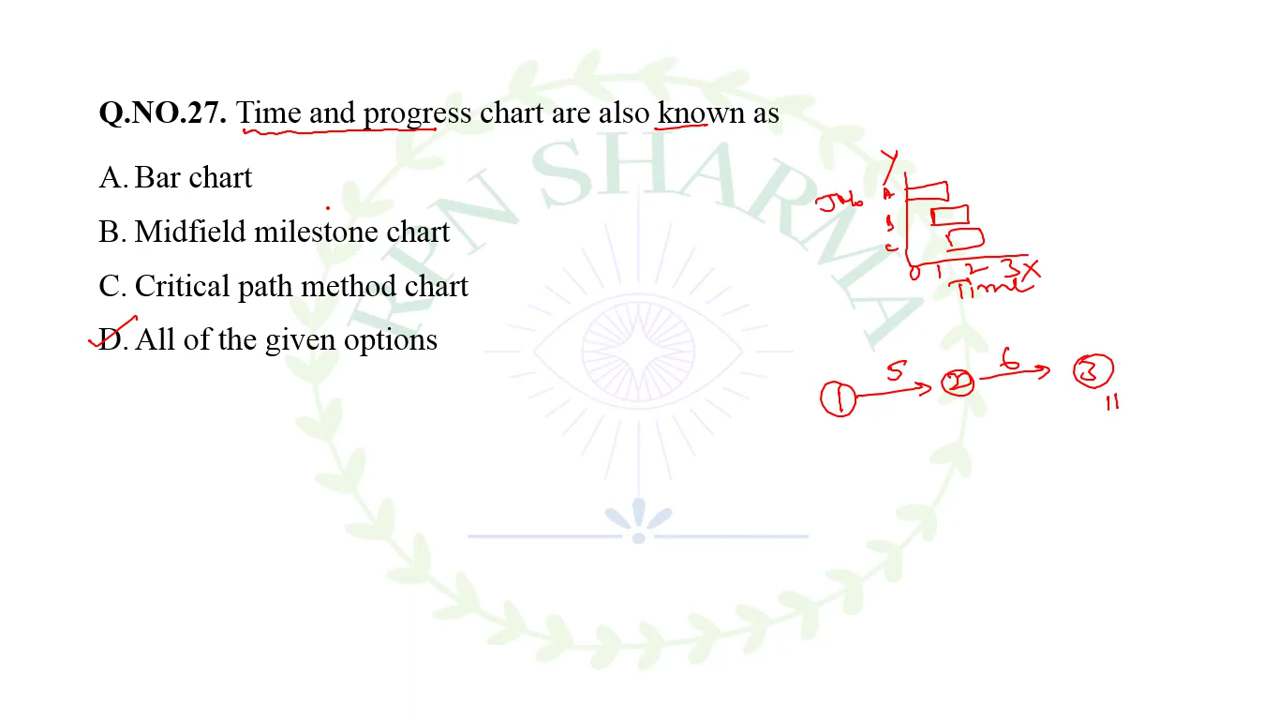 Q.NO.27. Time and progress chart are also known as
A. Bar chart
B. Midfield milestone chart
C. Critical path method chart
D. All of the given options
RPN SHARMA
Y
Job
A
B
C
0 1 2 3 X
Time
1 5 2 6 3
11